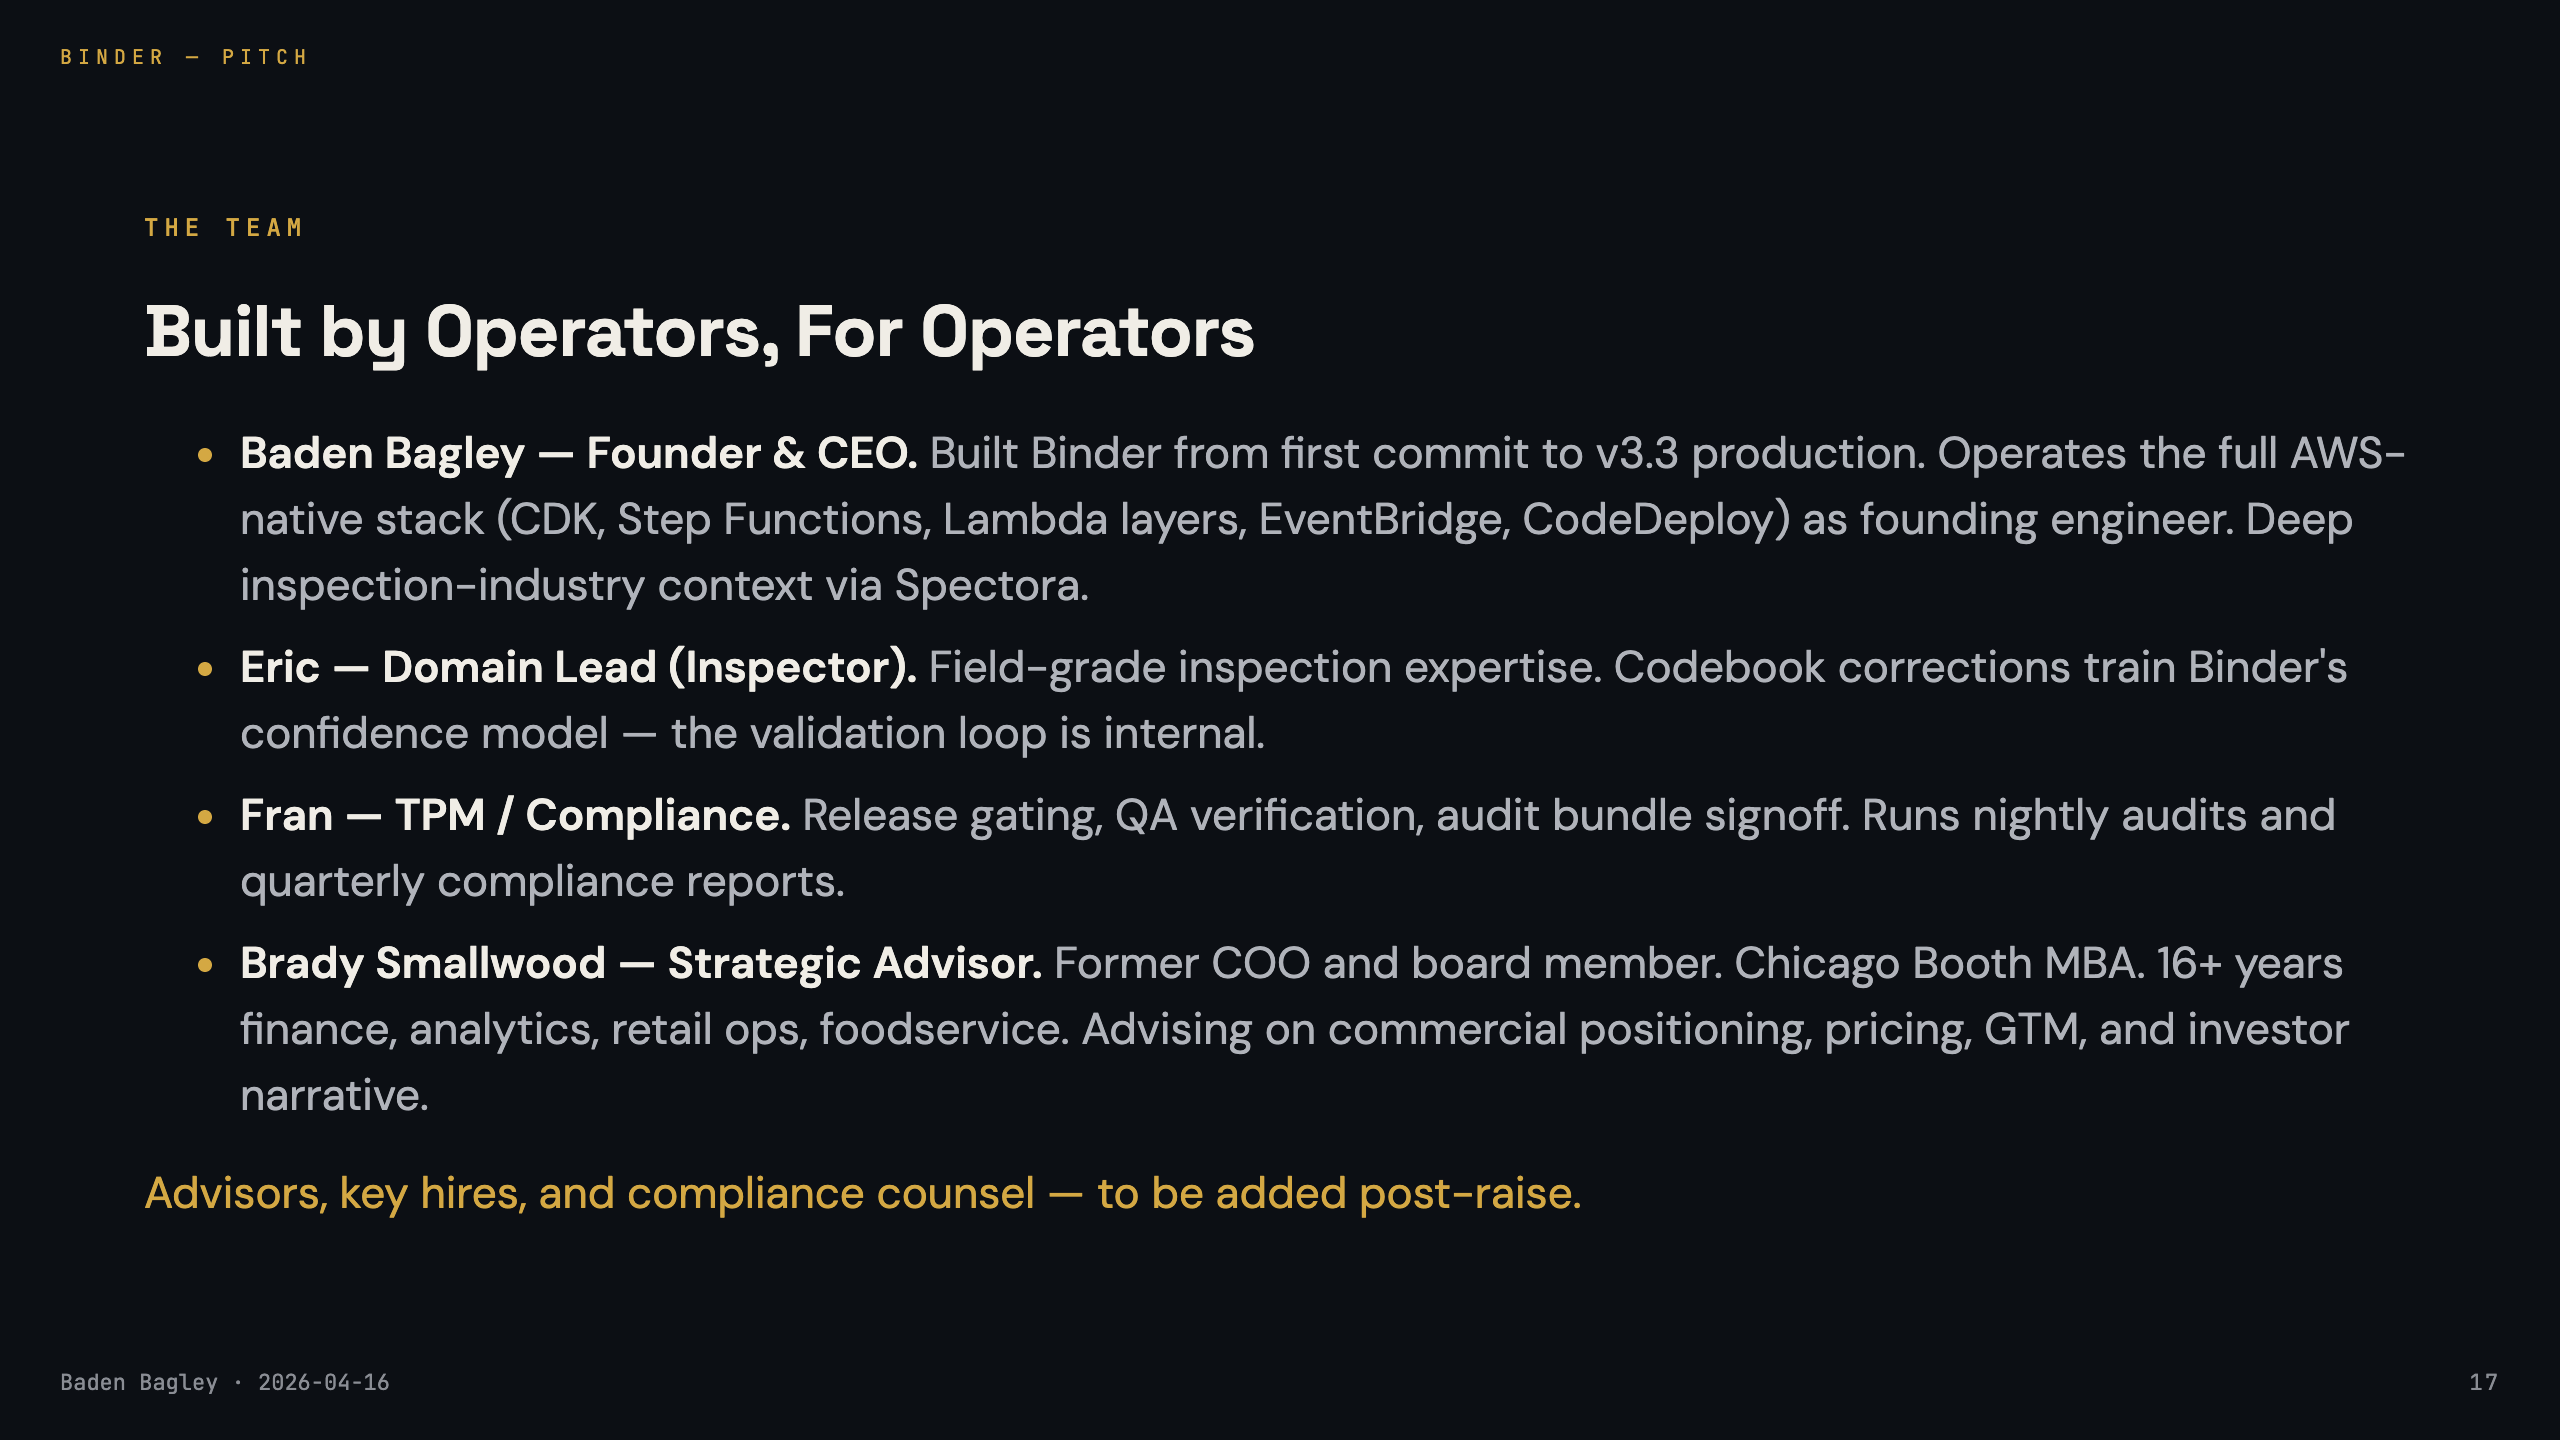 BINDER — PITCH
THE TEAM
Built by Operators, For Operators
• Baden Bagley — Founder & CEO. Built Binder from first commit to v3.3 production. Operates the full AWS-
native stack (CDK, Step Functions, Lambda layers, EventBridge, CodeDeploy) as founding engineer. Deep
inspection-industry context via Spectora.
• Eric — Domain Lead (Inspector). Field-grade inspection expertise. Codebook corrections train Binder's
confidence model — the validation loop is internal.
• Fran — TPM / Compliance. Release gating, QA verification, audit bundle signoff. Runs nightly audits and
quarterly compliance reports.
• Brady Smallwood — Strategic Advisor. Former COO and board member. Chicago Booth MBA. 16+ years
finance, analytics, retail ops, foodservice. Advising on commercial positioning, pricing, GTM, and investor
narrative.
Advisors, key hires, and compliance counsel — to be added post-raise.
Baden Bagley · 2026-04-16
17